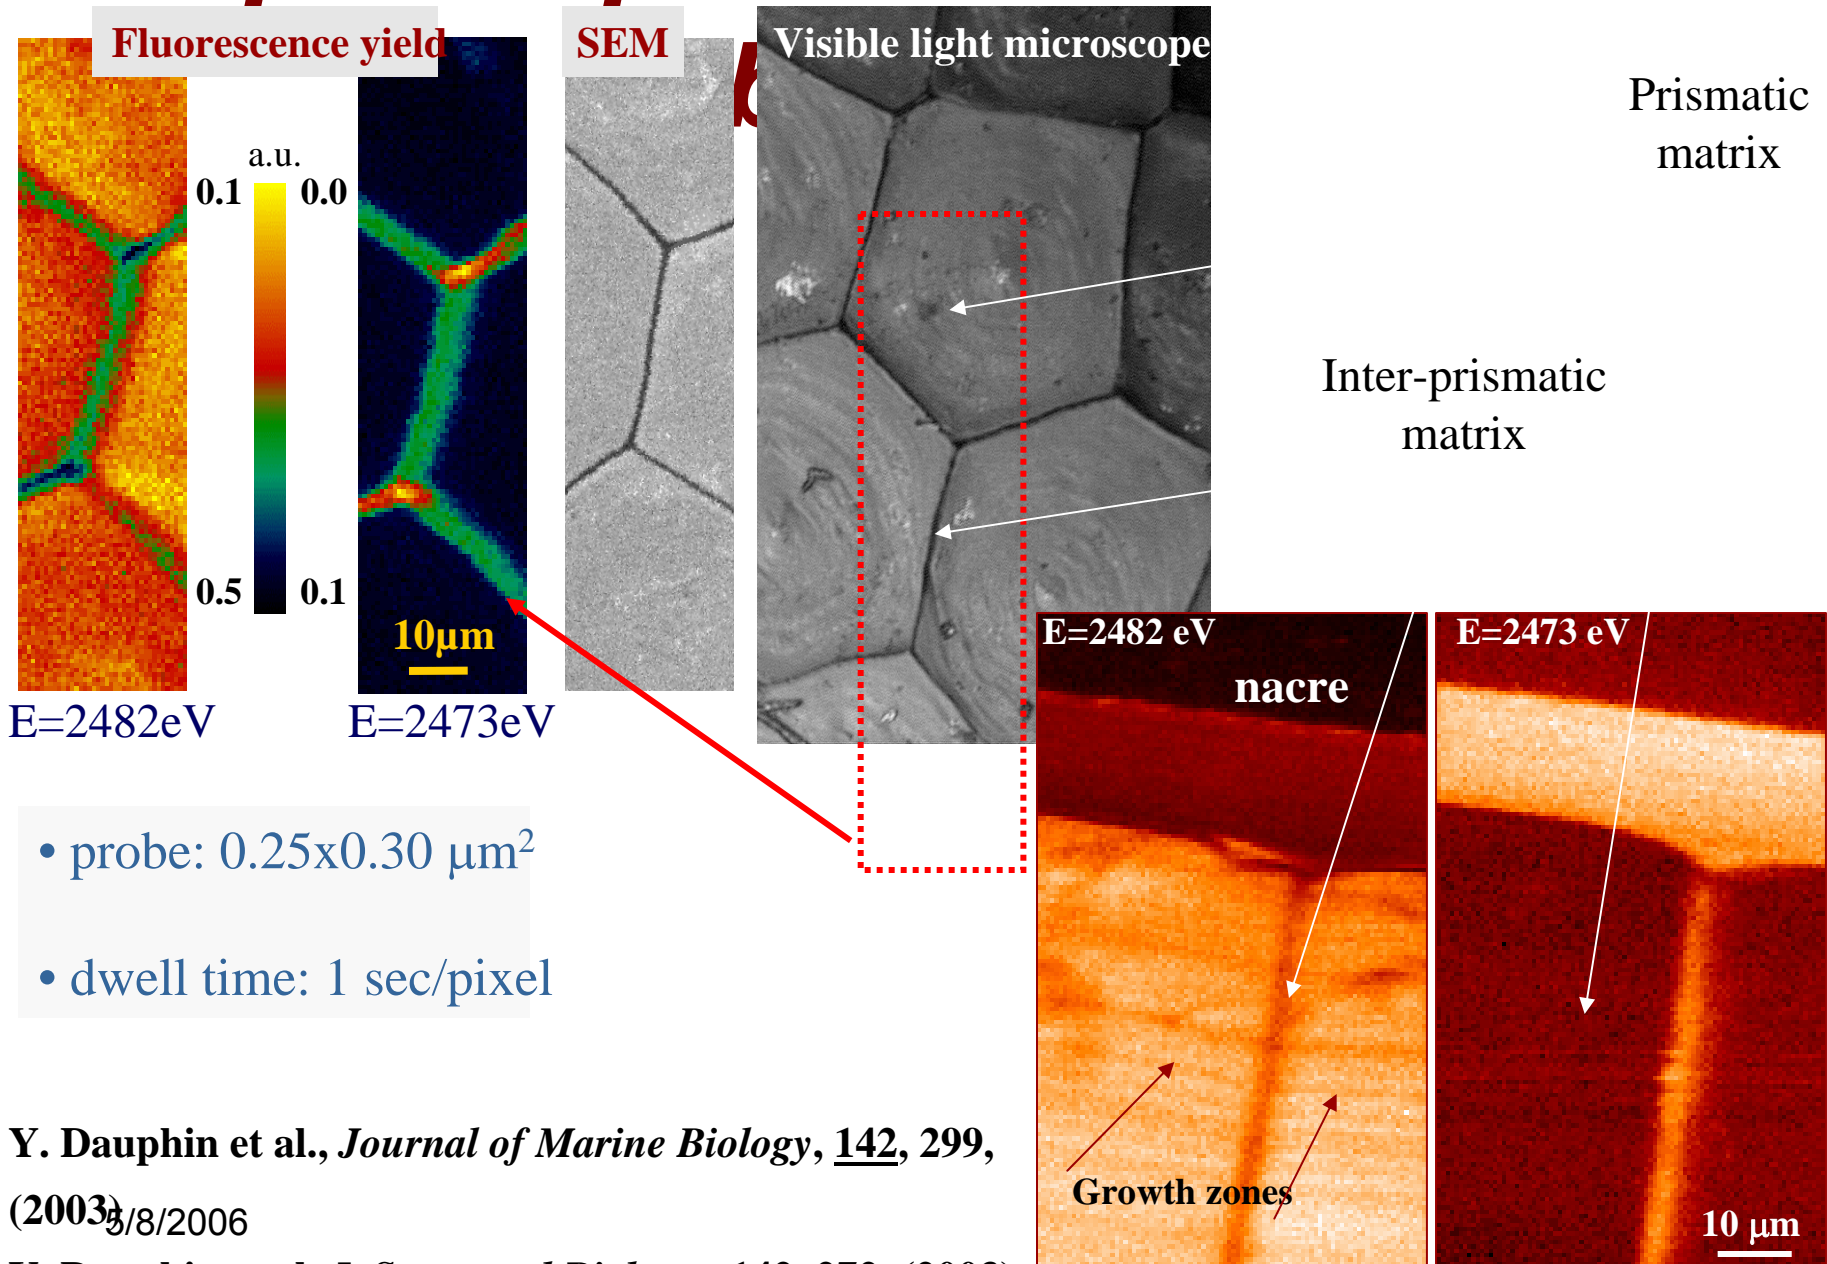 Fluorescence yield
SEM
Visible light microscope
Prismatic
matrix
a.u.
0.1
0.0
Inter-prismatic
matrix
0.5
0.1
10µm
E=2482eV
E=2473eV
E=2482 eV
nacre
E=2473 eV
• probe: 0.25x0.30 µm²
• dwell time: 1 sec/pixel
Growth zones
10 µm
Y. Dauphin et al., Journal of Marine Biology, 142, 299,
(2003)
5/8/2006